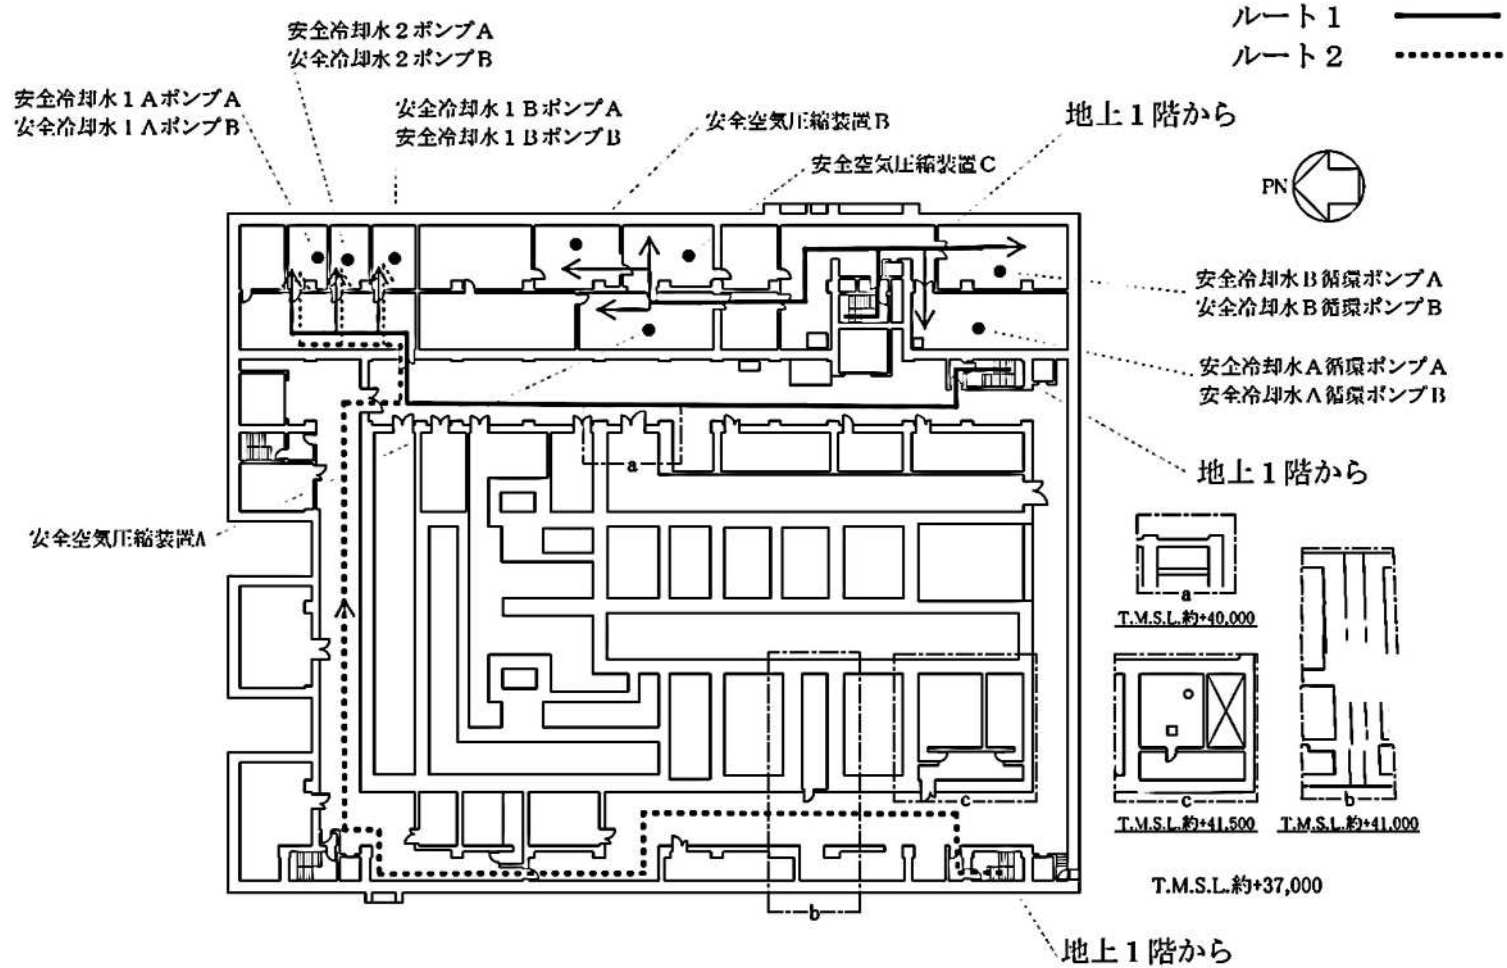 ルート1
ルート2
安全冷却水2ポンプA
安全冷却水2ポンプB
安全冷却水1AポンプA
安全冷却水1AポンプB
安全冷却水1BポンプA
安全冷却水1BポンプB
安全空気圧縮装置B
安全空気圧縮装置C
地上1階から
PN
安全冷却水B循環ポンプA
安全冷却水B循環ポンプB
安全冷却水A循環ポンプA
安全冷却水A循環ポンプB
地上1階から
安全空気圧縮装置A
a
a
T.M.S.L.約+40,000
c
c
T.M.S.L.約+41,500
b
T.M.S.L.約+41,000
T.M.S.L.約+37,000
b
地上1階から